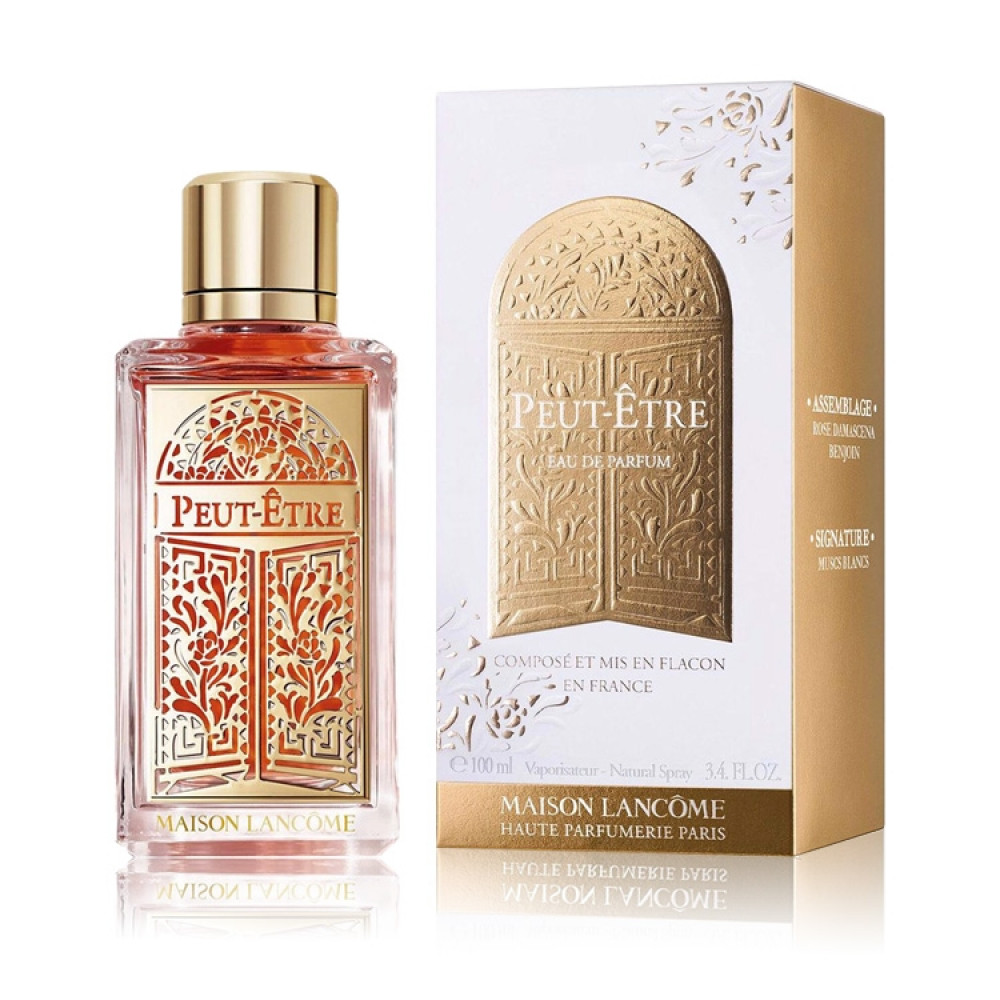 PEUT-ÊTRE
MAISON LANCÔME
PEUT-ÊTRE
EAU DE PARFUM
COMPOSÉ ET MIS EN FLACON
EN FRANCE
℮ 100 ml Vaporisateur - Natural Spray 3.4. FL.OZ.
MAISON LANCÔME
HAUTE PARFUMERIE PARIS
• ASSEMBLAGE •
ROSE DAMASCENA
BENJOIN
• SIGNATURE •
MUSCS BLANCS